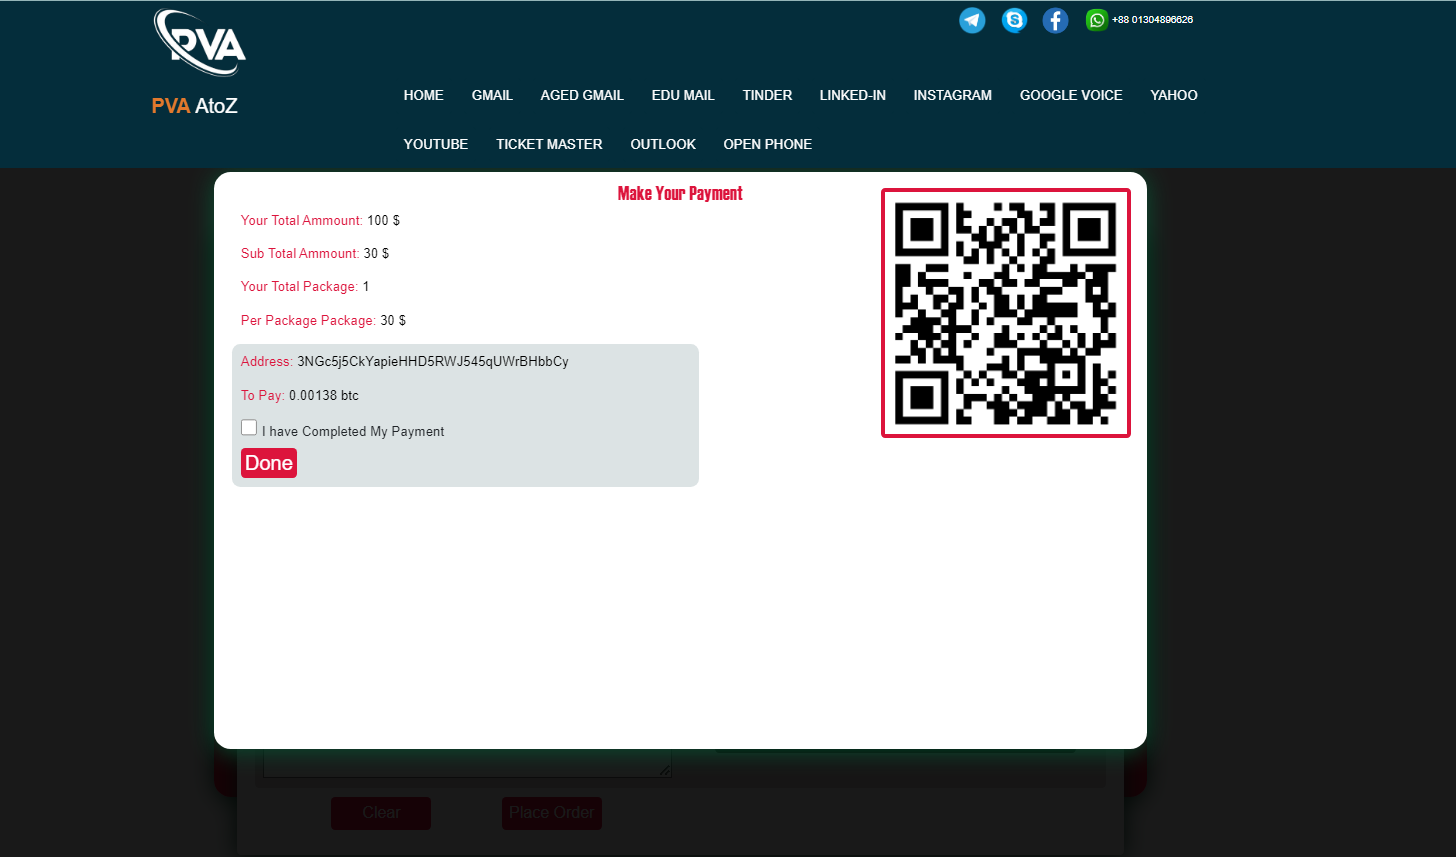 PVA
+88 01304896626
PVA AtoZ
HOME GMAIL AGED GMAIL EDU MAIL TINDER LINKED-IN INSTAGRAM GOOGLE VOICE YAHOO
YOUTUBE TICKET MASTER OUTLOOK OPEN PHONE
Make Your Payment
Your Total Ammount: 100 $
Sub Total Ammount: 30 $
Your Total Package: 1
Per Package Package: 30 $
Address: 3NGc5j5CkYapieHHD5RWJ545qUWrBHbbCy
To Pay: 0.00138 btc
I have Completed My Payment
Done
Clear Place Order